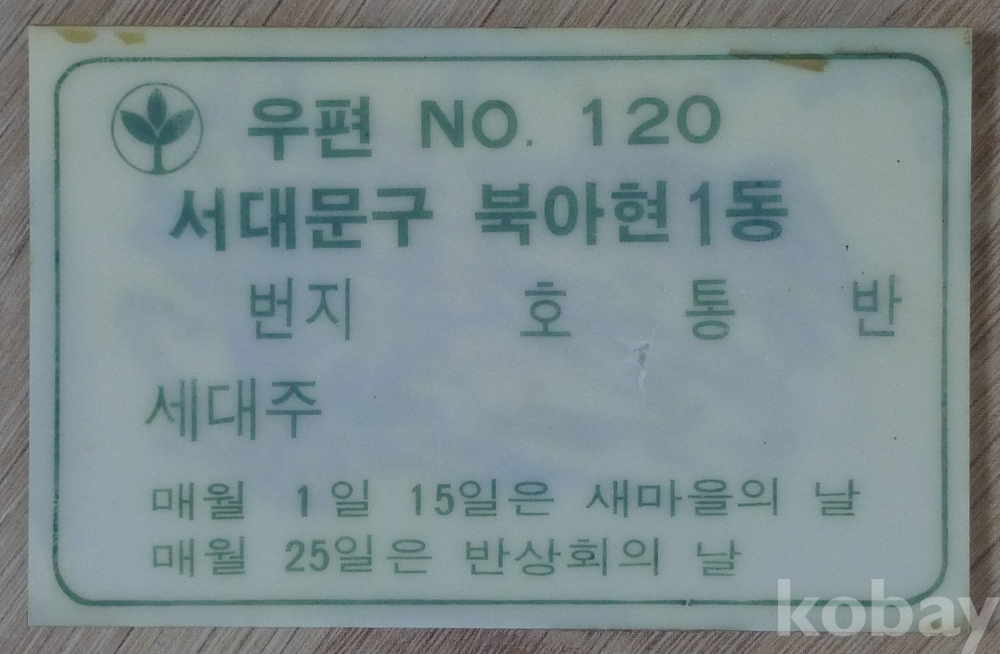 우편 NO. 120
서대문구 북아현1동
번지 호 통 반
세대주
매월 1일 15일은 새마을의 날
매월 25일은 반상회의 날
kobay